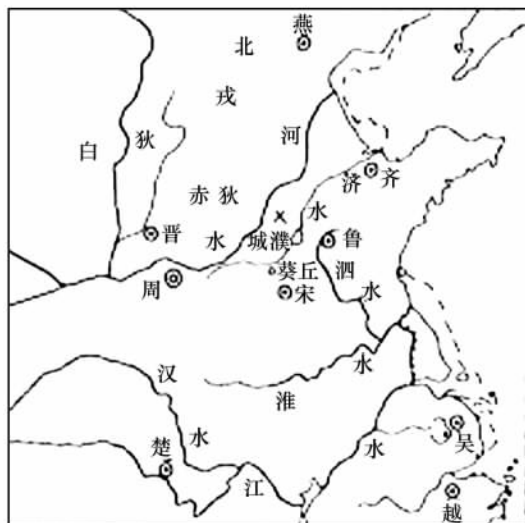 燕
北
戎
白
狄
河
赤狄
济
齐
水
晋
水
城濮
鲁
周
葵丘
泗
宋
水
汉
水
淮
水
楚
水
江
吴
越